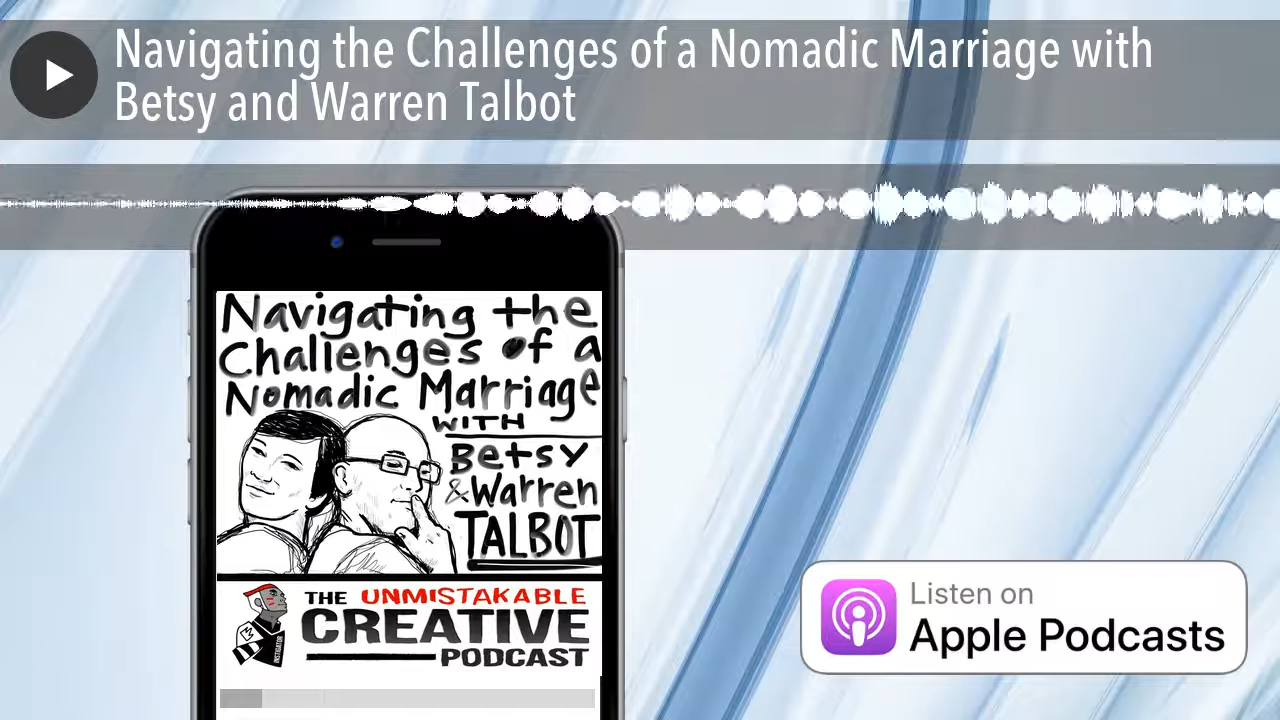 Navigating the Challenges of a Nomadic Marriage with
Betsy and Warren Talbot
Navigating the
Challenges of a
Nomadic Marriage
WITH
Betsy
& Warren
TALBOT
THE UNMISTAKABLE
CREATIVE
PODCAST
INSTIGATOR
Listen on
Apple Podcasts